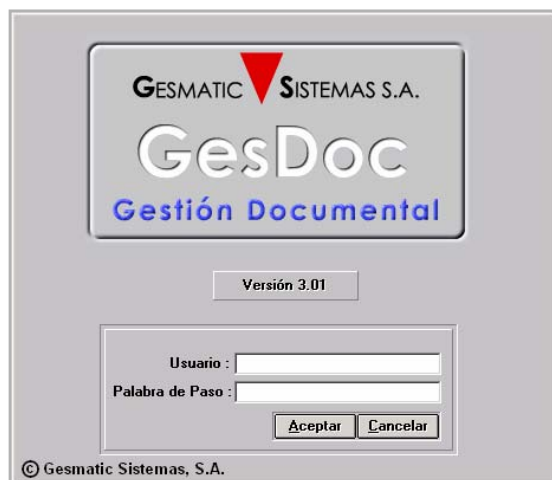 GESMATIC SISTEMAS S.A.
GesDoc
Gestión Documental
Versión 3.01
Usuario :
Palabra de Paso :
Aceptar Cancelar
© Gesmatic Sistemas, S.A.